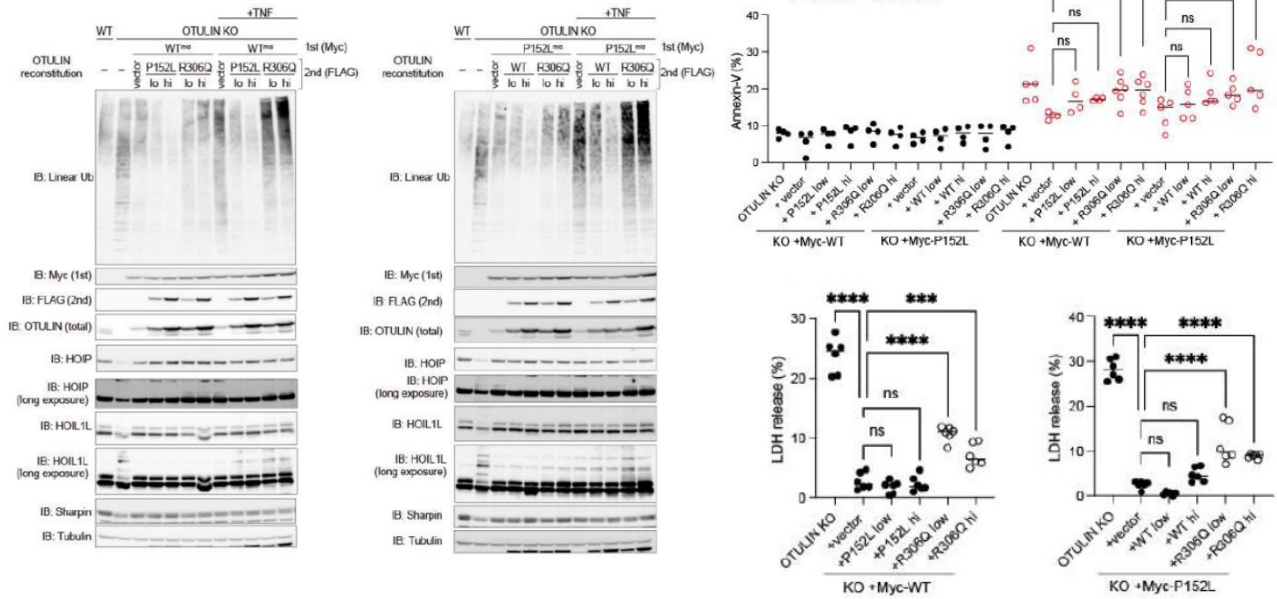 +TNF
WT OTULIN KO
OTULIN reconstitution
WTmo WTmo 1st (Myc)
– – vector P152L R306Q vector P152L R306Q 2nd (FLAG)
lo hi lo hi lo hi lo hi
IB: Linear Ub
IB: Myc (1st)
IB: FLAG (2nd)
IB: OTULIN (total)
IB: HOIP
IB: HOIP (long exposure)
IB: HOIL1L
IB: HOIL1L (long exposure)
IB: Sharpin
IB: Tubulin
+TNF
WT OTULIN KO
OTULIN reconstitution
P152Lmo P152Lmo 1st (Myc)
– – vector WT R306Q vector WT R306Q 2nd (FLAG)
lo hi lo hi lo hi lo hi
IB: Linear Ub
IB: Myc (1st)
IB: FLAG (2nd)
IB: OTULIN (total)
IB: HOIP
IB: HOIP (long exposure)
IB: HOIL1L
IB: HOIL1L (long exposure)
IB: Sharpin
IB: Tubulin
Annexin-V (%)
40
30
20
10
0
ns ns ns ns
OTULIN KO
+ vector
+ P152L low
+ P152L hi
+ R306Q low
+ R306Q hi
+ vector
+ WT low
+ WT hi
+ R306Q low
+ R306Q hi
OTULIN KO
+ vector
+ P152L low
+ P152L hi
+ R306Q low
+ R306Q hi
+ vector
+ WT low
+ WT hi
+ R306Q low
+ R306Q hi
KO +Myc-WT KO +Myc-P152L KO +Myc-WT KO +Myc-P152L
LDH release (%)
30
20
10
0
**** ***
****
ns
ns
OTULIN KO
+vector
+P152L low
+P152L hi
+R306Q low
+R306Q hi
KO +Myc-WT
LDH release (%)
40
30
20
10
0
**** ****
****
ns
ns
OTULIN KO
+vector
+WT low
+WT hi
+R306Q low
+R306Q hi
KO +Myc-P152L